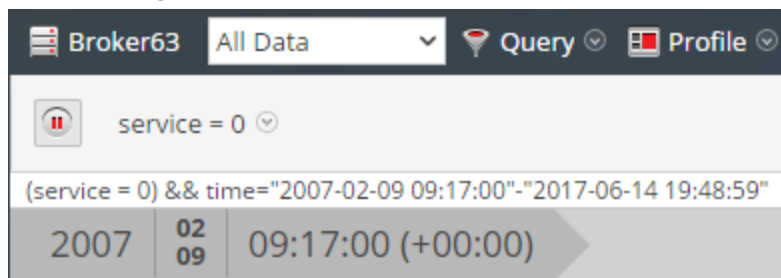 Broker63 All Data Query Profile
service = 0
(service = 0) && time="2007-02-09 09:17:00"-"2017-06-14 19:48:59"
2007 02 09 09:17:00 (+00:00)